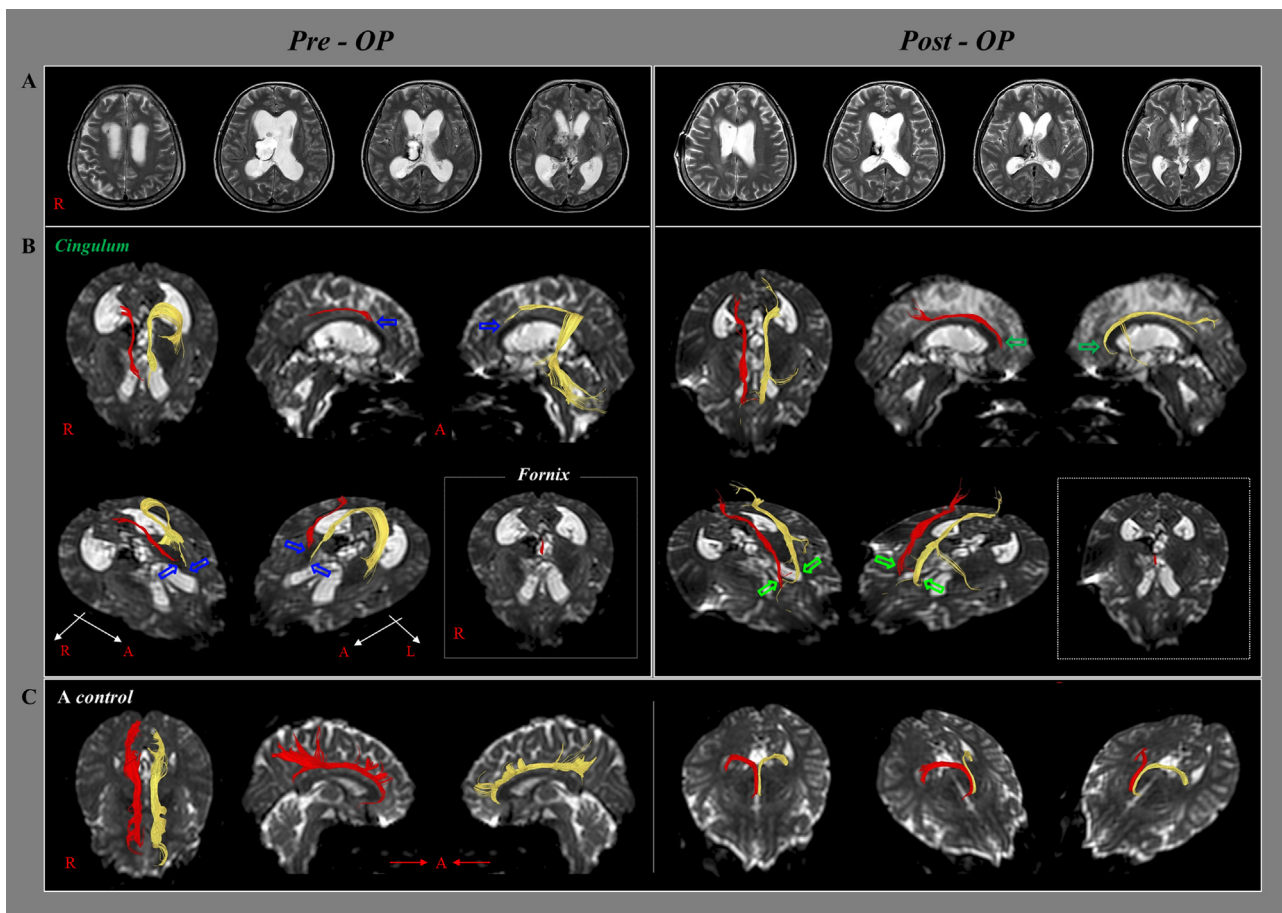 Pre - OP
Post - OP
A
R
B
Cingulum
R
A
Fornix
R
A
A
L
R
C
A control
R
A